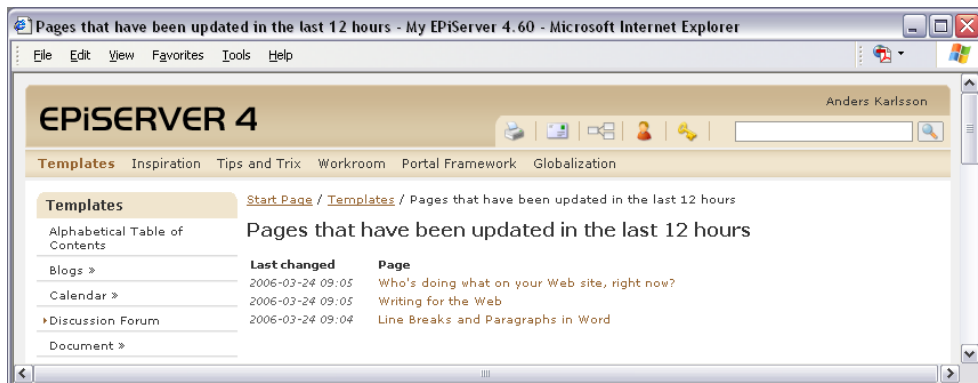 Pages that have been updated in the last 12 hours - My EPiServer 4.60 - Microsoft Internet Explorer
File Edit View Favorites Tools Help
Anders Karlsson
EPiSERVER 4
Templates Inspiration Tips and Trix Workroom Portal Framework Globalization
Templates
Alphabetical Table of
Contents
Blogs »
Calendar »
Discussion Forum
Document »
Start Page / Templates / Pages that have been updated in the last 12 hours
Pages that have been updated in the last 12 hours
Last changed Page
2006-03-24 09:05 Who's doing what on your Web site, right now?
2006-03-24 09:05 Writing for the Web
2006-03-24 09:04 Line Breaks and Paragraphs in Word